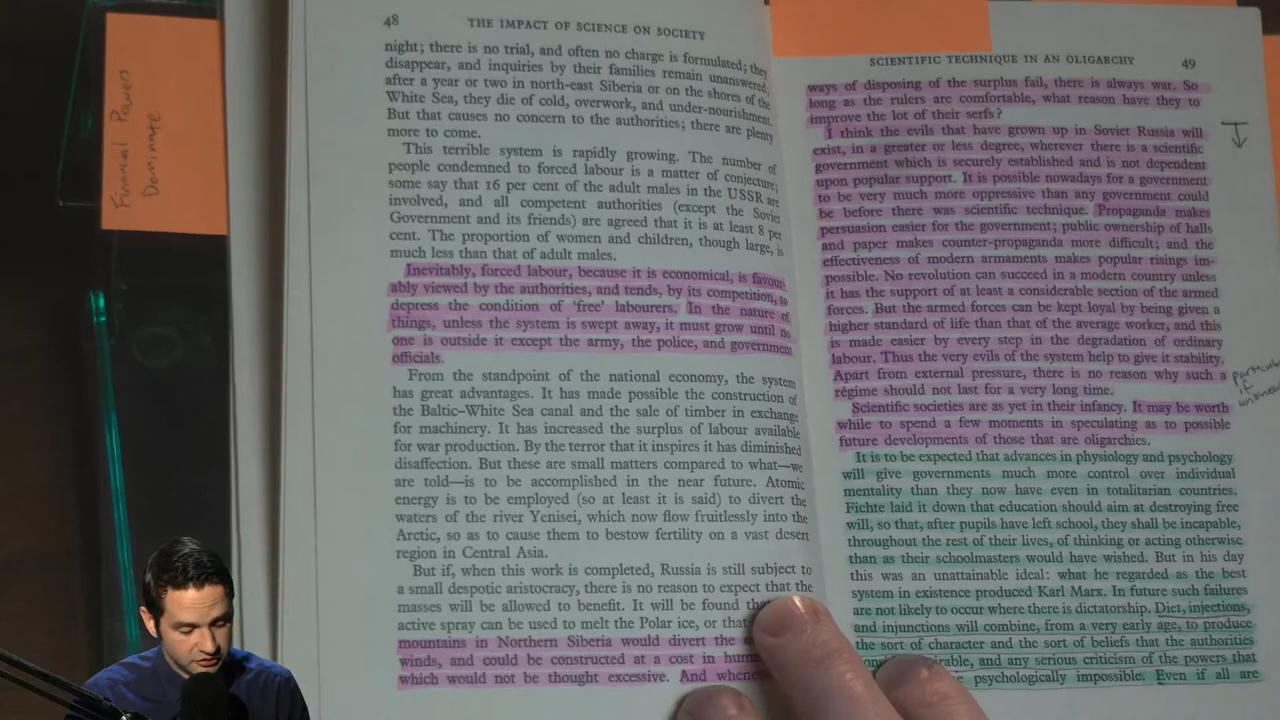 Financial Powers
Dominate
48
THE IMPACT OF SCIENCE ON SOCIETY
night; there is no trial, and often no charge is formulated; they
disappear, and inquiries by their families remain unanswered;
after a year or two in north-east Siberia or on the shores of the
White Sea, they die of cold, overwork, and under-nourishment.
But that causes no concern to the authorities; there are plenty
more to come.
This terrible system is rapidly growing. The number of
people condemned to forced labour is a matter of conjecture;
some say that 16 per cent of the adult males in the USSR are
involved, and all competent authorities (except the Soviet
Government and its friends) are agreed that it is at least 8 per
cent. The proportion of women and children, though large, is
much less than that of adult males.
Inevitably, forced labour, because it is economical, is favour-
ably viewed by the authorities, and tends, by its competition, to
depress the condition of 'free' labourers. In the nature of
things, unless the system is swept away, it must grow until no
one is outside it except the army, the police, and government
officials.
From the standpoint of the national economy, the system
has great advantages. It has made possible the construction of
the Baltic–White Sea canal and the sale of timber in exchange
for machinery. It has increased the surplus of labour available
for war production. By the terror that it inspires it has diminished
disaffection. But these are small matters compared to what—we
are told—is to be accomplished in the near future. Atomic
energy is to be employed (so at least it is said) to divert the
waters of the river Yenisei, which now flow fruitlessly into the
Arctic, so as to cause them to bestow fertility on a vast desert
region in Central Asia.
But if, when this work is completed, Russia is still subject to
a small despotic aristocracy, there is no reason to expect that the
masses will be allowed to benefit. It will be found
active spray can be used to melt the Polar ice, or that
mountains in Northern Siberia would divert the
winds, and could be constructed at a cost in
which would not be thought excessive. And
SCIENTIFIC TECHNIQUE IN AN OLIGARCHY
49
ways of disposing of the surplus fail, there is always war. So
long as the rulers are comfortable, what reason have they to
improve the lot of their serfs?
I think the evils that have grown up in Soviet Russia will
exist, in a greater or less degree, wherever there is a scientific
government which is securely established and is not dependent
upon popular support. It is possible nowadays for a government
to be very much more oppressive than any government could
be before there was scientific technique. Propaganda makes
persuasion easier for the government; public ownership of halls
and paper makes counter-propaganda more difficult; and the
effectiveness of modern armaments makes popular risings im-
possible. No revolution can succeed in a modern country unless
it has the support of at least a considerable section of the armed
forces. But the armed forces can be kept loyal by being given a
higher standard of life than that of the average worker, and this
is made easier by every step in the degradation of ordinary
labour. Thus the very evils of the system help to give it stability.
Apart from external pressure, there is no reason why such a
régime should not last for a very long time.
Scientific societies are as yet in their infancy. It may be worth
while to spend a few moments in speculating as to possible
future developments of those that are oligarchies.
It is to be expected that advances in physiology and psychology
will give governments much more control over individual
mentality than they now have even in totalitarian countries.
Fichte laid it down that education should aim at destroying free
will, so that, after pupils have left school, they shall be incapable,
throughout the rest of their lives, of thinking or acting otherwise
than as their schoolmasters would have wished. But in his day
this was an unattainable ideal: what he regarded as the best
system in existence produced Karl Marx. In future such failures
are not likely to occur where there is dictatorship. Diet, injections,
and injunctions will combine, from a very early age, to produce
the sort of character and the sort of beliefs that the authorities
and any serious criticism of the powers that
psychologically impossible. Even if all are
if